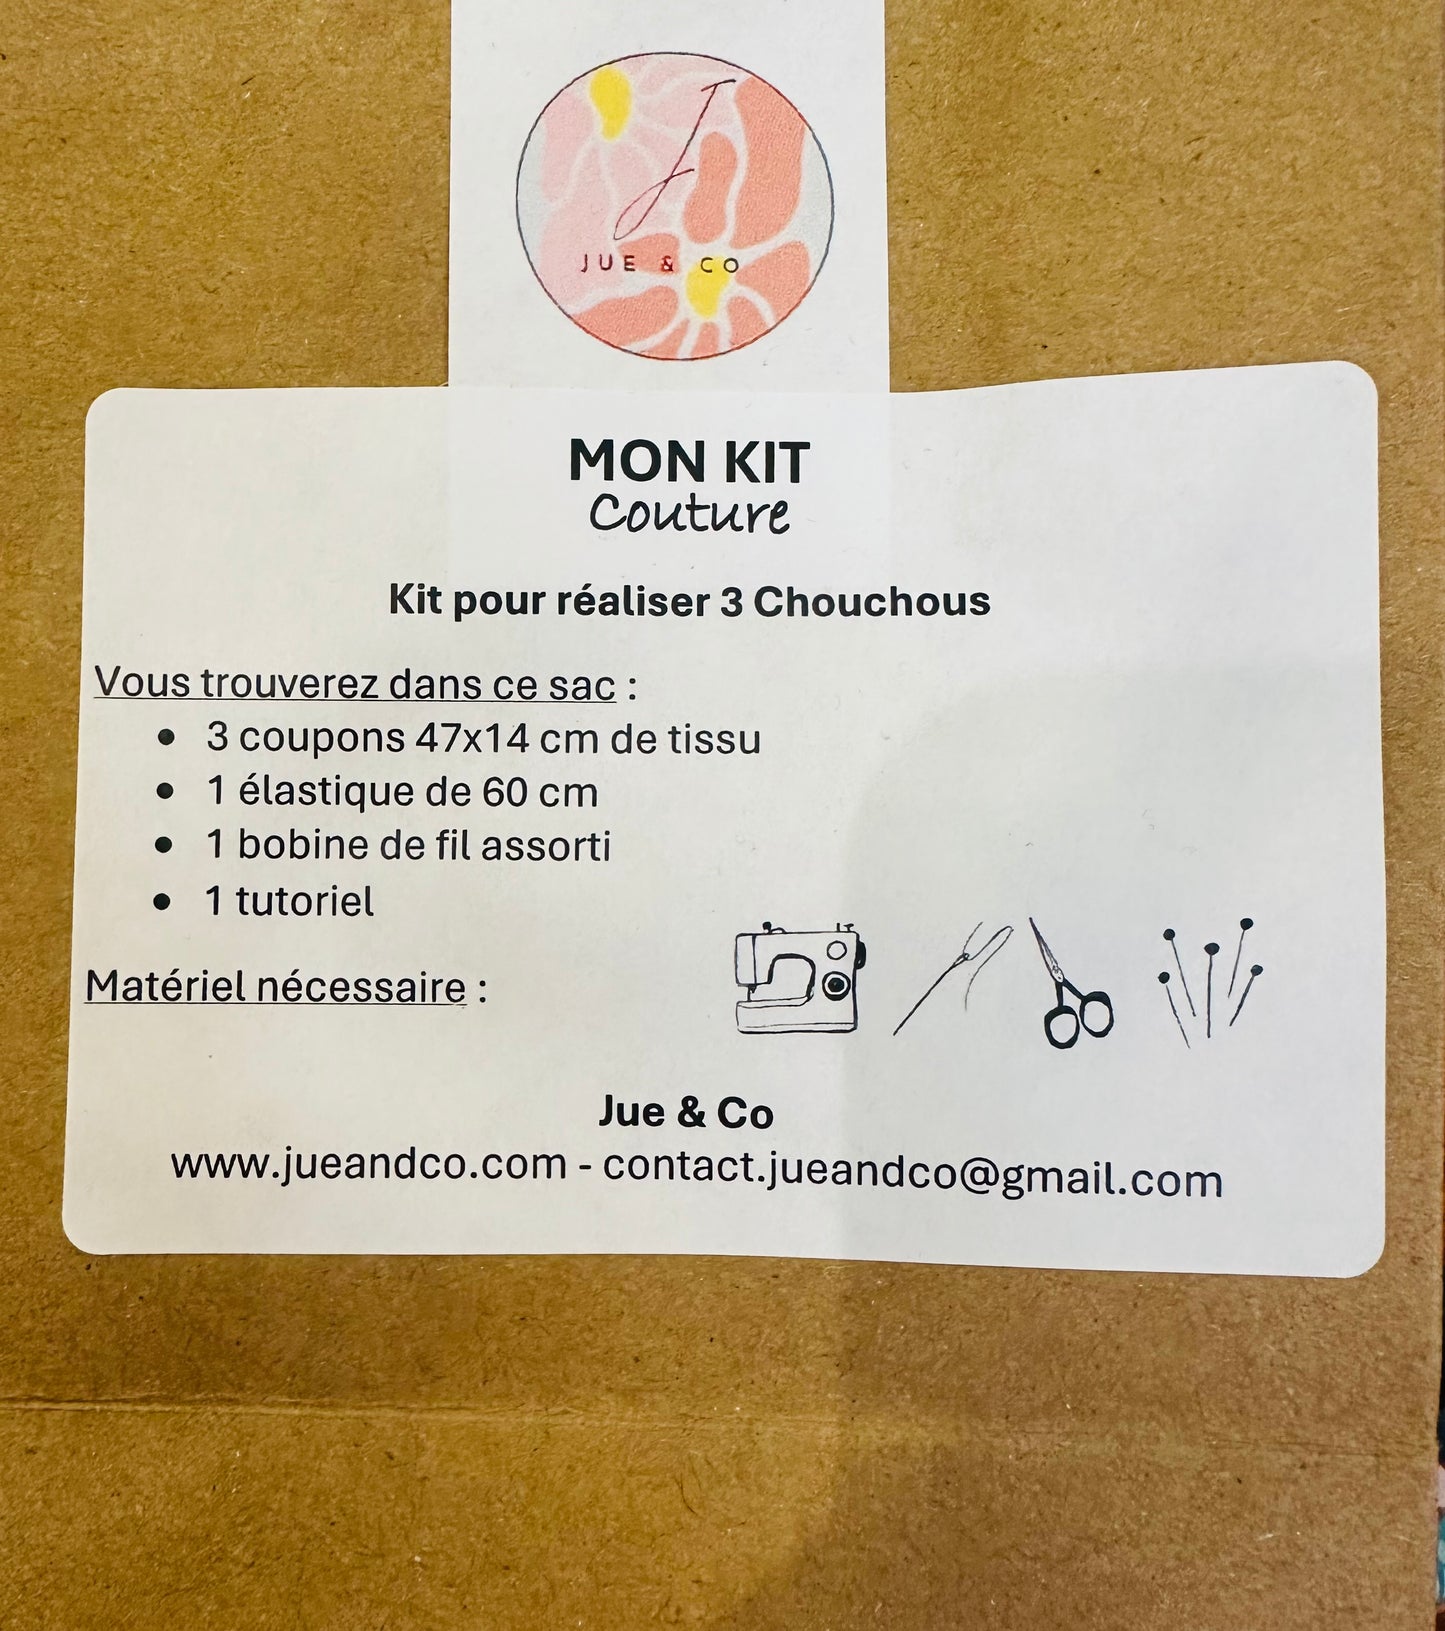 J
JUE & CO
MON KIT
Couture
Kit pour réaliser 3 Chouchous
Vous trouverez dans ce sac :
• 3 coupons 47x14 cm de tissu
• 1 élastique de 60 cm
• 1 bobine de fil assorti
• 1 tutoriel
Matériel nécessaire :
Jue & Co
www.jueandco.com - contact.jueandco@gmail.com